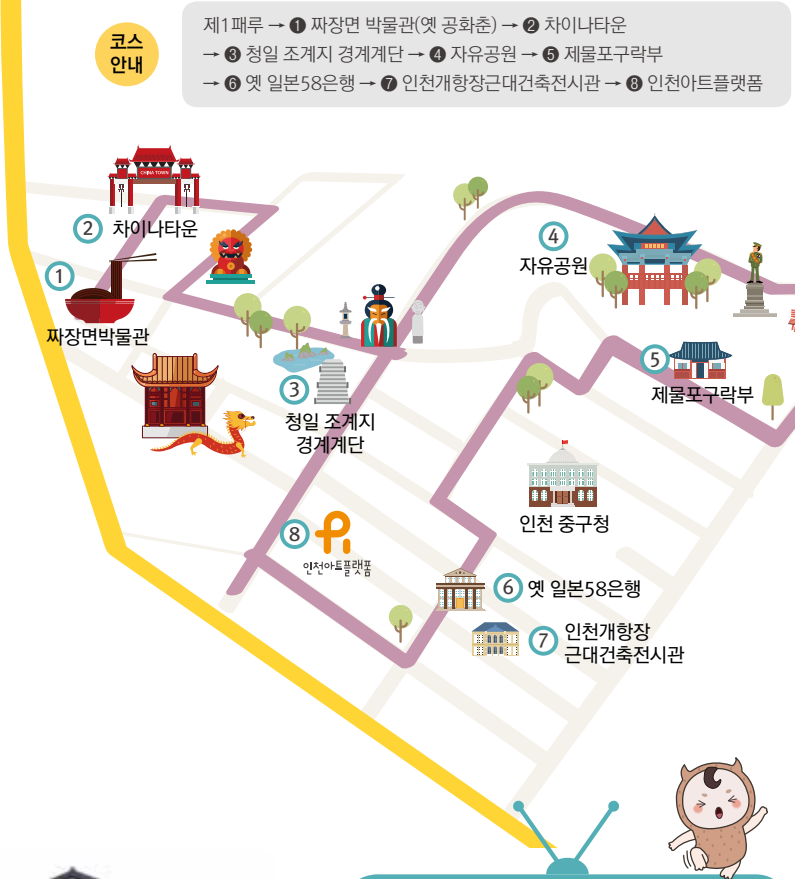 코스
안내
제1패루 → ❶ 짜장면 박물관(옛 공화춘) → ❷ 차이나타운
→ ❸ 청일 조계지 경계계단 → ❹ 자유공원 → ❺ 제물포구락부
→ ❻ 옛 일본58은행 → ❼ 인천개항장근대건축전시관 → ❽ 인천아트플랫폼
CHINA TOWN
② 차이나타운
①
짜장면박물관
④
자유공원
⑤
제물포구락부
③
청일 조계지
경계계단
인천 중구청
⑧
인천아트플랫폼
⑥ 옛 일본58은행
⑦ 인천개항장
근대건축전시관